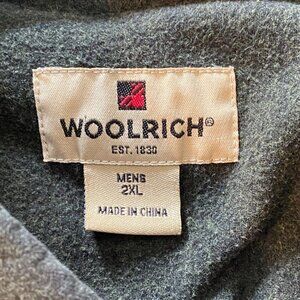 WOOLRICH®
EST. 1830
MENS
2XL
MADE IN CHINA